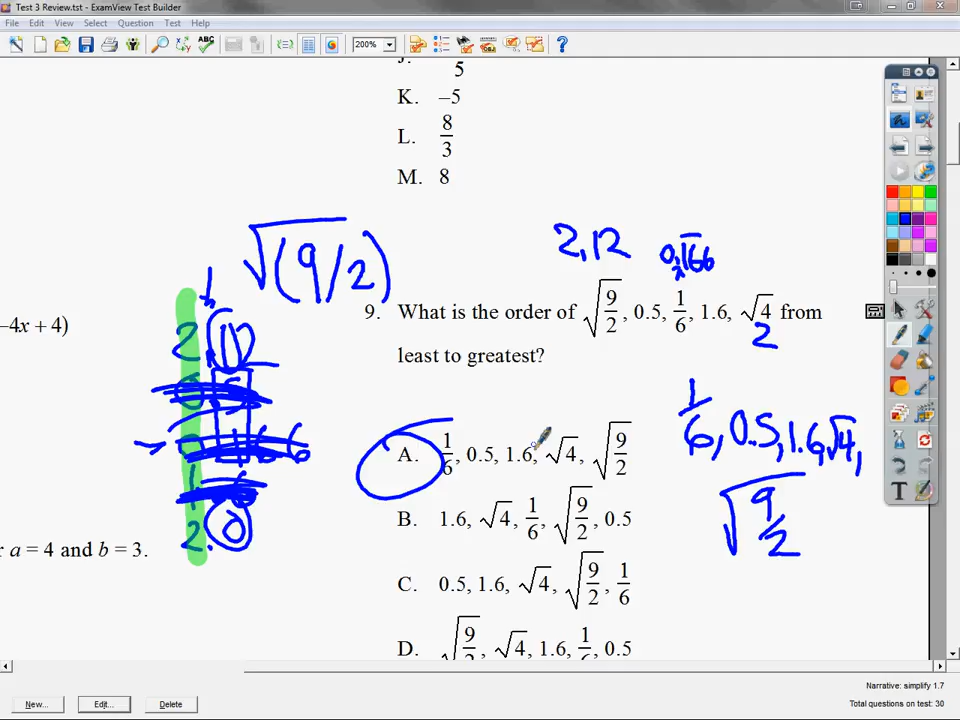 Test 3 Review.tst - ExamView Test Builder
File Edit View Select Question Test Help
200%
5
K. –5
L. 8/3
M. 8
√(9/2)
2,12
–4x + 4)
9. What is the order of √(9/2), 0.5, 1/6, 1.6, √4 from
2
least to greatest?
1/6, 0.5, 1.6, √4,
√(9/2)
A. 1/6, 0.5, 1.6, √4, √(9/2)
B. 1.6, √4, 1/6, √(9/2), 0.5
C. 0.5, 1.6, √4, √(9/2), 1/6
r a = 4 and b = 3.
D. √(9/2), √4, 1.6, 1/6, 0.5
2.0
T
New... Edit... Delete
Narrative: simplify 1.7
Total questions on test: 30